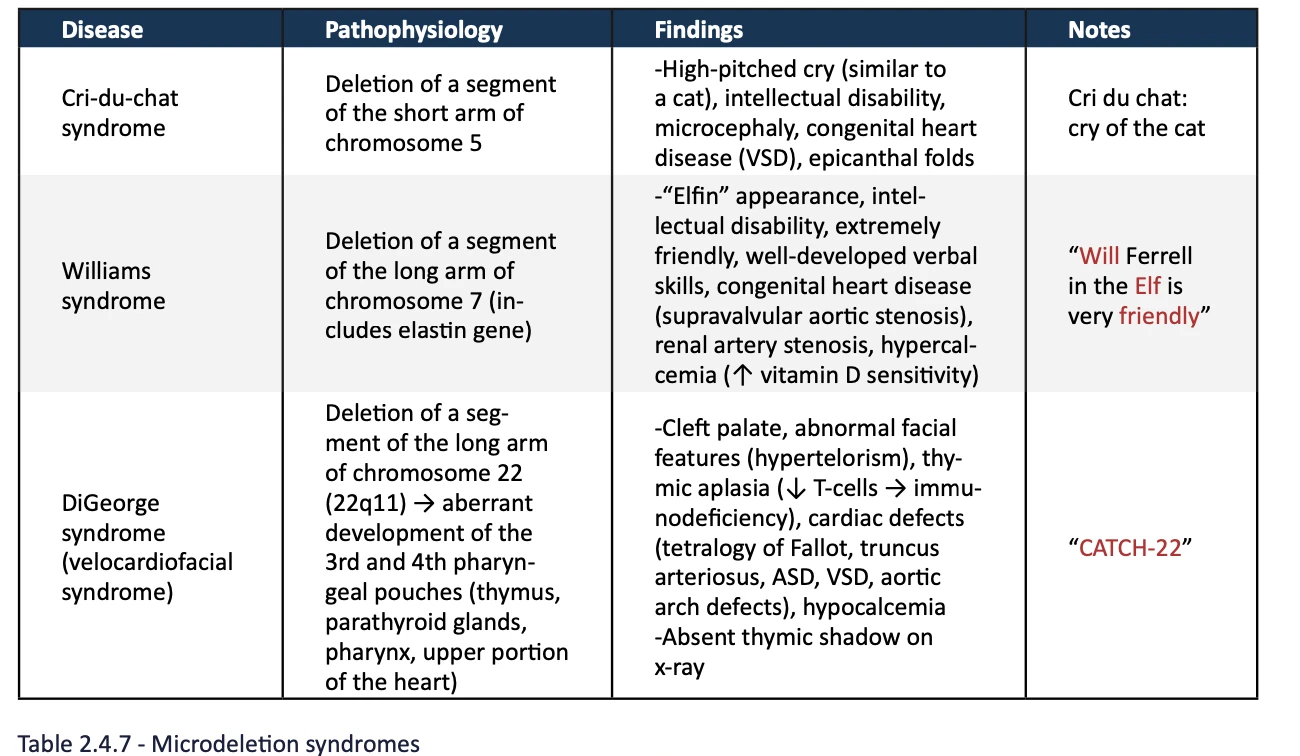 Disease
Pathophysiology
Findings
Notes
Cri-du-chat
syndrome
Deletion of a segment
of the short arm of
chromosome 5
-High-pitched cry (similar to
a cat), intellectual disability,
microcephaly, congenital heart
disease (VSD), epicanthal folds
Cri du chat:
cry of the cat
Williams
syndrome
Deletion of a segment
of the long arm of
chromosome 7 (in-
cludes elastin gene)
-“Elfin” appearance, intel-
lectual disability, extremely
friendly, well-developed verbal
skills, congenital heart disease
(supravalvular aortic stenosis),
renal artery stenosis, hypercal-
cemia (↑ vitamin D sensitivity)
“Will Ferrell
in the Elf is
very friendly”
DiGeorge
syndrome
(velocardiofacial
syndrome)
Deletion of a seg-
ment of the long arm
of chromosome 22
(22q11) → aberrant
development of the
3rd and 4th pharyn-
geal pouches (thymus,
parathyroid glands,
pharynx, upper portion
of the heart)
-Cleft palate, abnormal facial
features (hypertelorism), thy-
mic aplasia (↓ T-cells → immu-
nodeficiency), cardiac defects
(tetralogy of Fallot, truncus
arteriosus, ASD, VSD, aortic
arch defects), hypocalcemia
-Absent thymic shadow on
x-ray
“CATCH-22”
Table 2.4.7 - Microdeletion syndromes